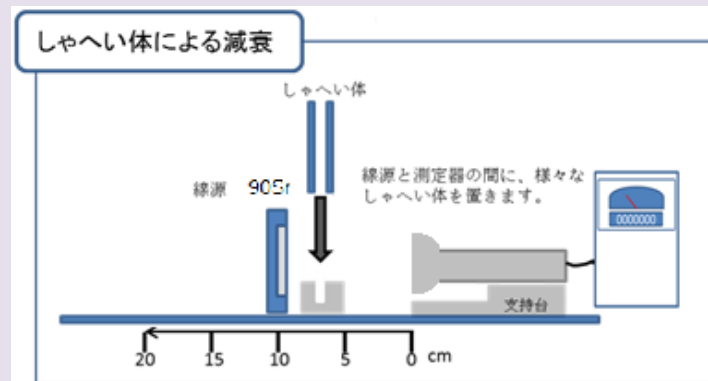 しゃへい体による減衰
しゃへい体
線源 90Sr
線源と測定器の間に、様々な
しゃへい体を置きます。
0000000
支持台
20 15 10 5 0 cm